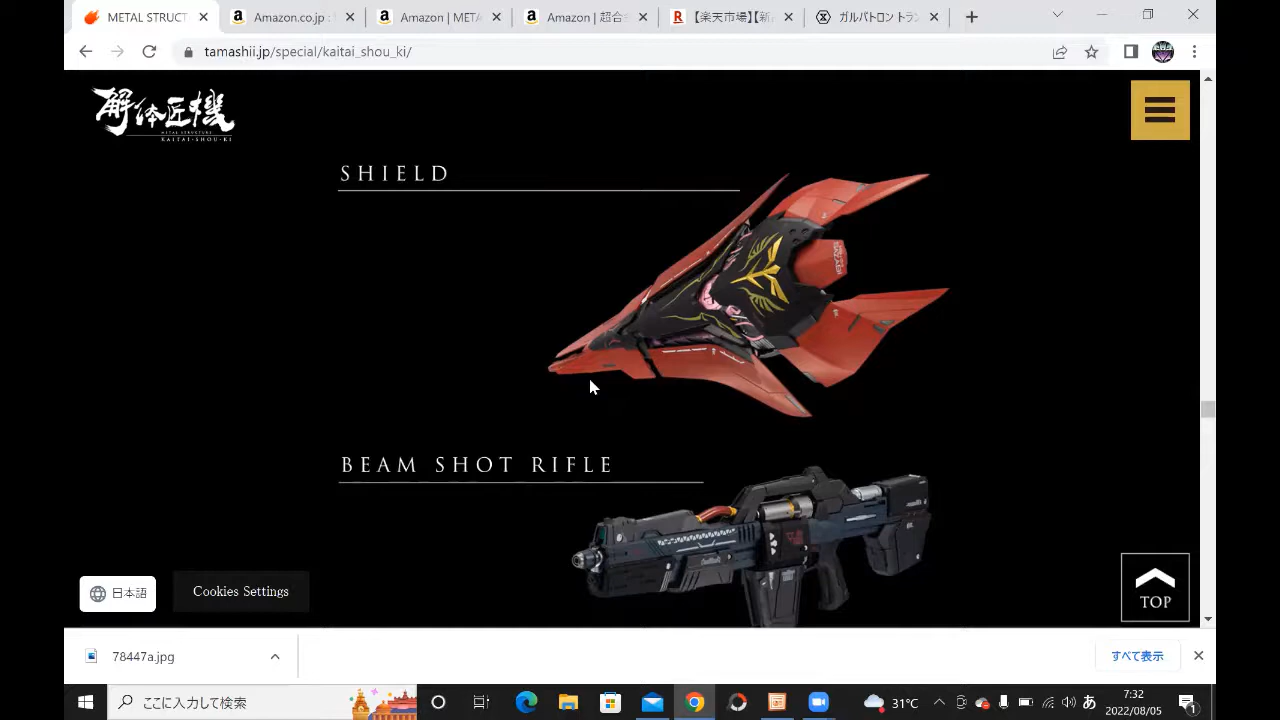 METAL STRUCT
Amazon.co.jp :
Amazon | META
Amazon | 超合:
【楽天市場】【新
ガルバトロン トラン
tamashii.jp/special/kaitai_shou_ki/
解体匠機
METAL STRUCTURE
KAITAI-SHOU-KI
SHIELD
BEAM SHOT RIFLE
TOP
日本語
Cookies Settings
78447a.jpg
すべて表示
ここに入力して検索
31°C
あ
7:32
2022/08/05
1